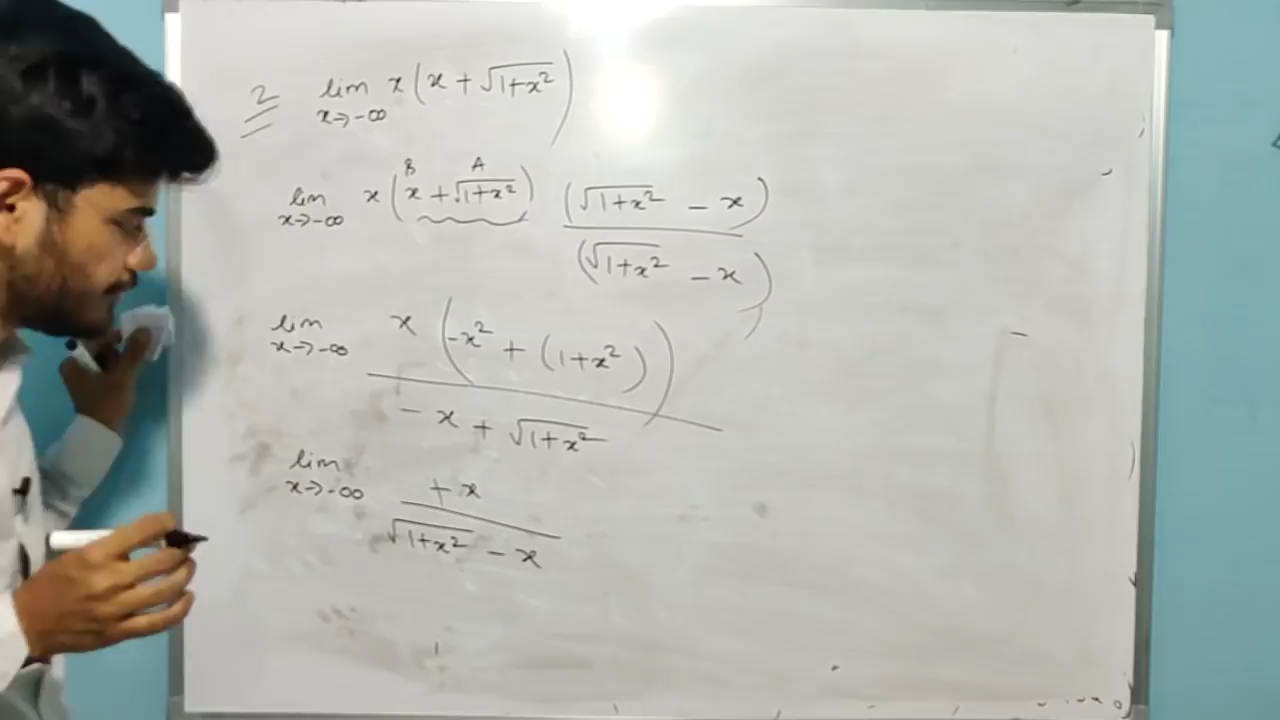 2 lim x→-∞ x(x + √1+x²)
B A
lim x→-∞ x(x + √1+x²) (√1+x² - x) / (√1+x² - x)
lim x→-∞ x(-x² + (1+x²)) / - x + √1+x²
lim x→-∞ + x / √1+x² - x